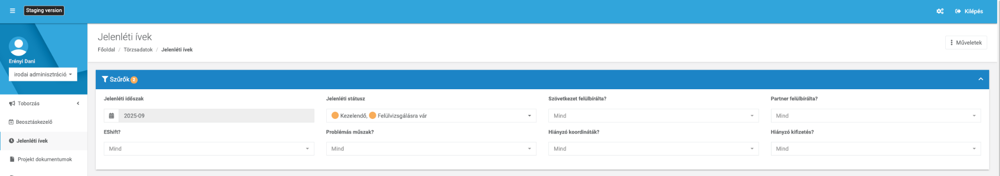 Staging version
Kilépés
Jelenléti ívek
Főoldal / Törzsadatok / Jelenléti ívek
Műveletek
Erényi Dani
irodai adminisztráció,
Toborzás
Beosztáskezelő
Jelenléti ívek
Projekt dokumentumok
Szűrők 2
Jelenléti időszak
2025-09
Jelenléti státusz
Kezelendő, Felülvizsgálásra vár
Szövetkezet felülbírálta?
Mind
Partner felülbírálta?
Mind
EShift?
Mind
Problémás műszak?
Mind
Hiányzó koordináták?
Mind
Hiányzó kifizetés?
Mind